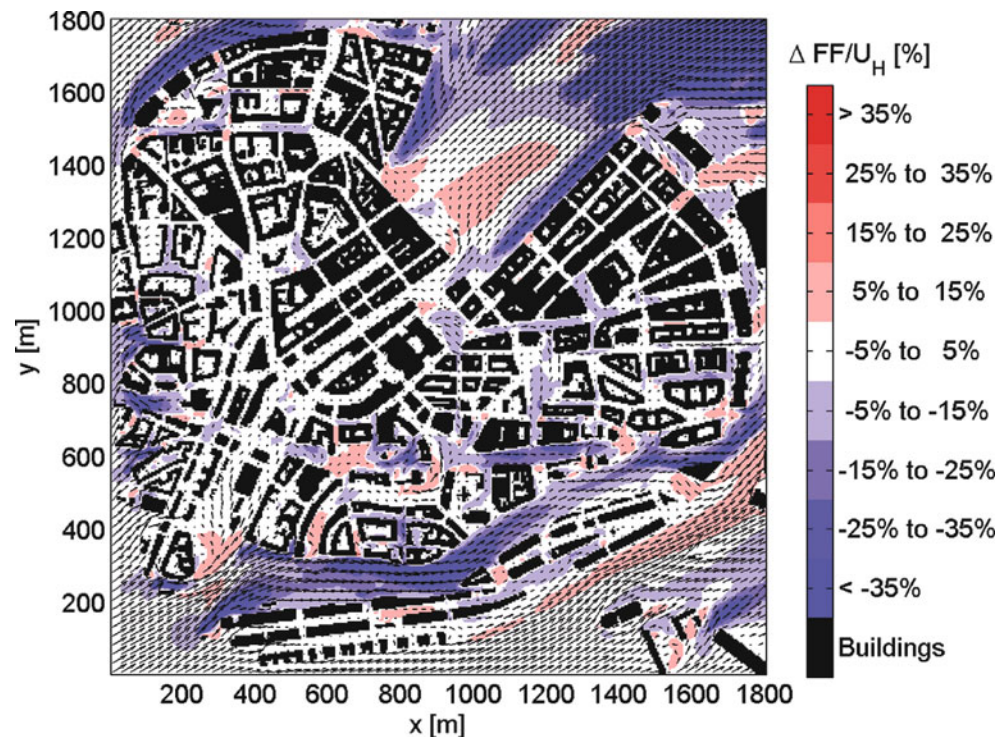 1800
1600
1400
1200
1000
800
600
400
200
y [m]
200 400 600 800 1000 1200 1400 1600 1800
x [m]
Δ FF/U_H [%]
> 35%
25% to 35%
15% to 25%
5% to 15%
-5% to 5%
-5% to -15%
-15% to -25%
-25% to -35%
< -35%
Buildings